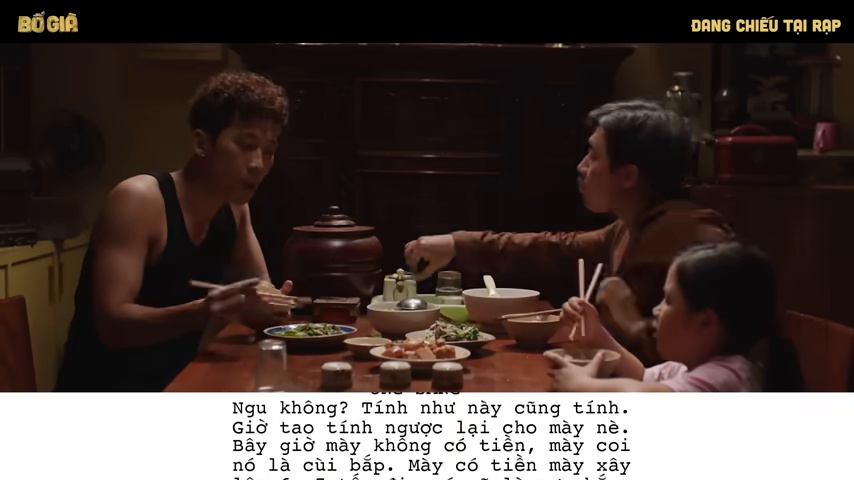 BỐ GIÀ
ĐANG CHIẾU TẠI RẠP
Ngu không? Tính như này cũng tính.
Giờ tao tính ngược lại cho mày nè.
Bây giờ mày không có tiền, mày coi
nó là cùi bắp. Mày có tiền mày xây